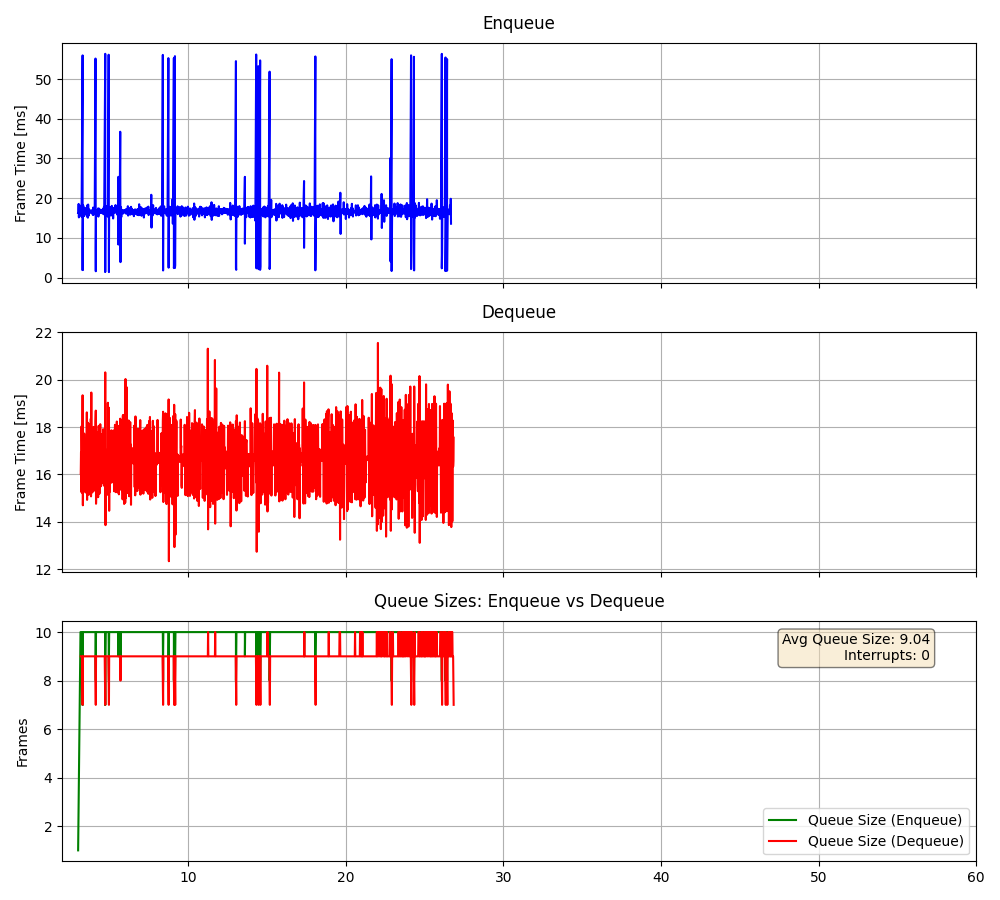 Enqueue
Frame Time [ms]
50
40
30
20
10
0
Dequeue
Frame Time [ms]
22
20
18
16
14
12
Queue Sizes: Enqueue vs Dequeue
Frames
10
8
6
4
2
Avg Queue Size: 9.04
Interrupts: 0
Queue Size (Enqueue)
Queue Size (Dequeue)
10 20 30 40 50 60